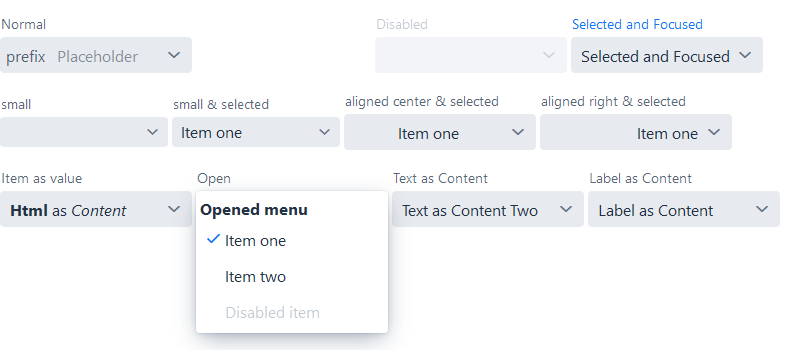 Normal
Disabled
Selected and Focused
prefix Placeholder
Selected and Focused
small
small & selected
aligned center & selected
aligned right & selected
Item one
Item one
Item one
Item as value
Open
Text as Content
Label as Content
Html as Content
Opened menu
Item one
Item two
Disabled item
Text as Content Two
Label as Content